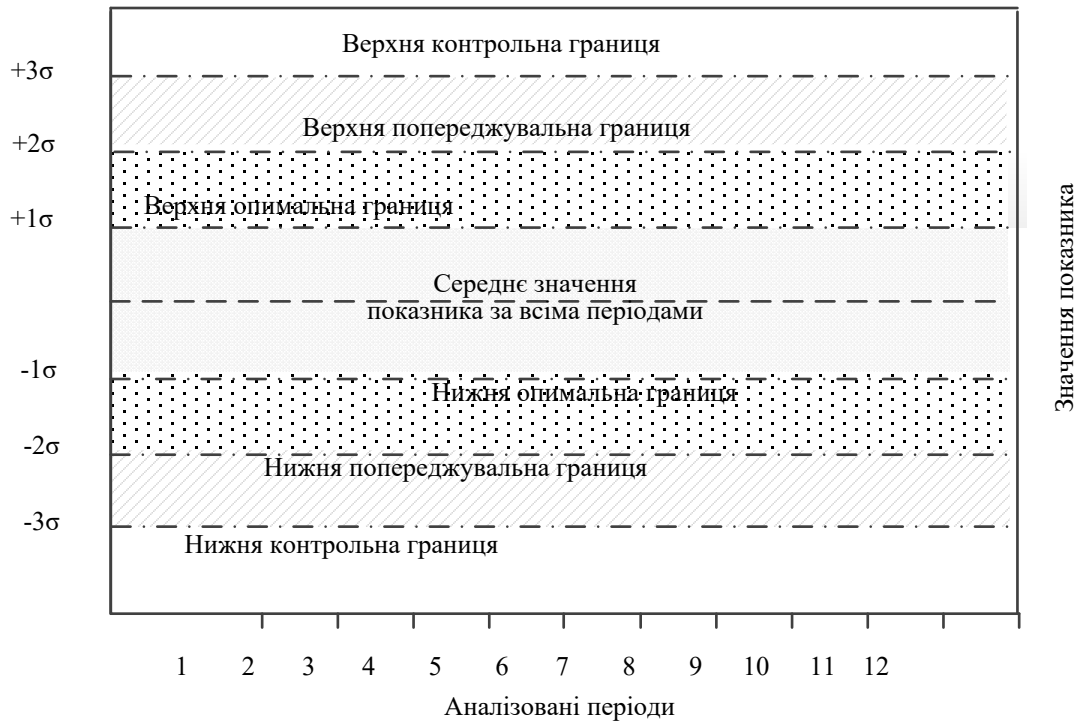 Верхня контрольна границя
+3σ
Верхня попереджувальна границя
+2σ
Верхня опимальна границя
+1σ
Середнє значення
показника за всіма періодами
-1σ
Нижня опимальна границя
-2σ
Нижня попереджувальна границя
-3σ
Нижня контрольна границя
1 2 3 4 5 6 7 8 9 10 11 12
Аналізовані періоди
Значення показника